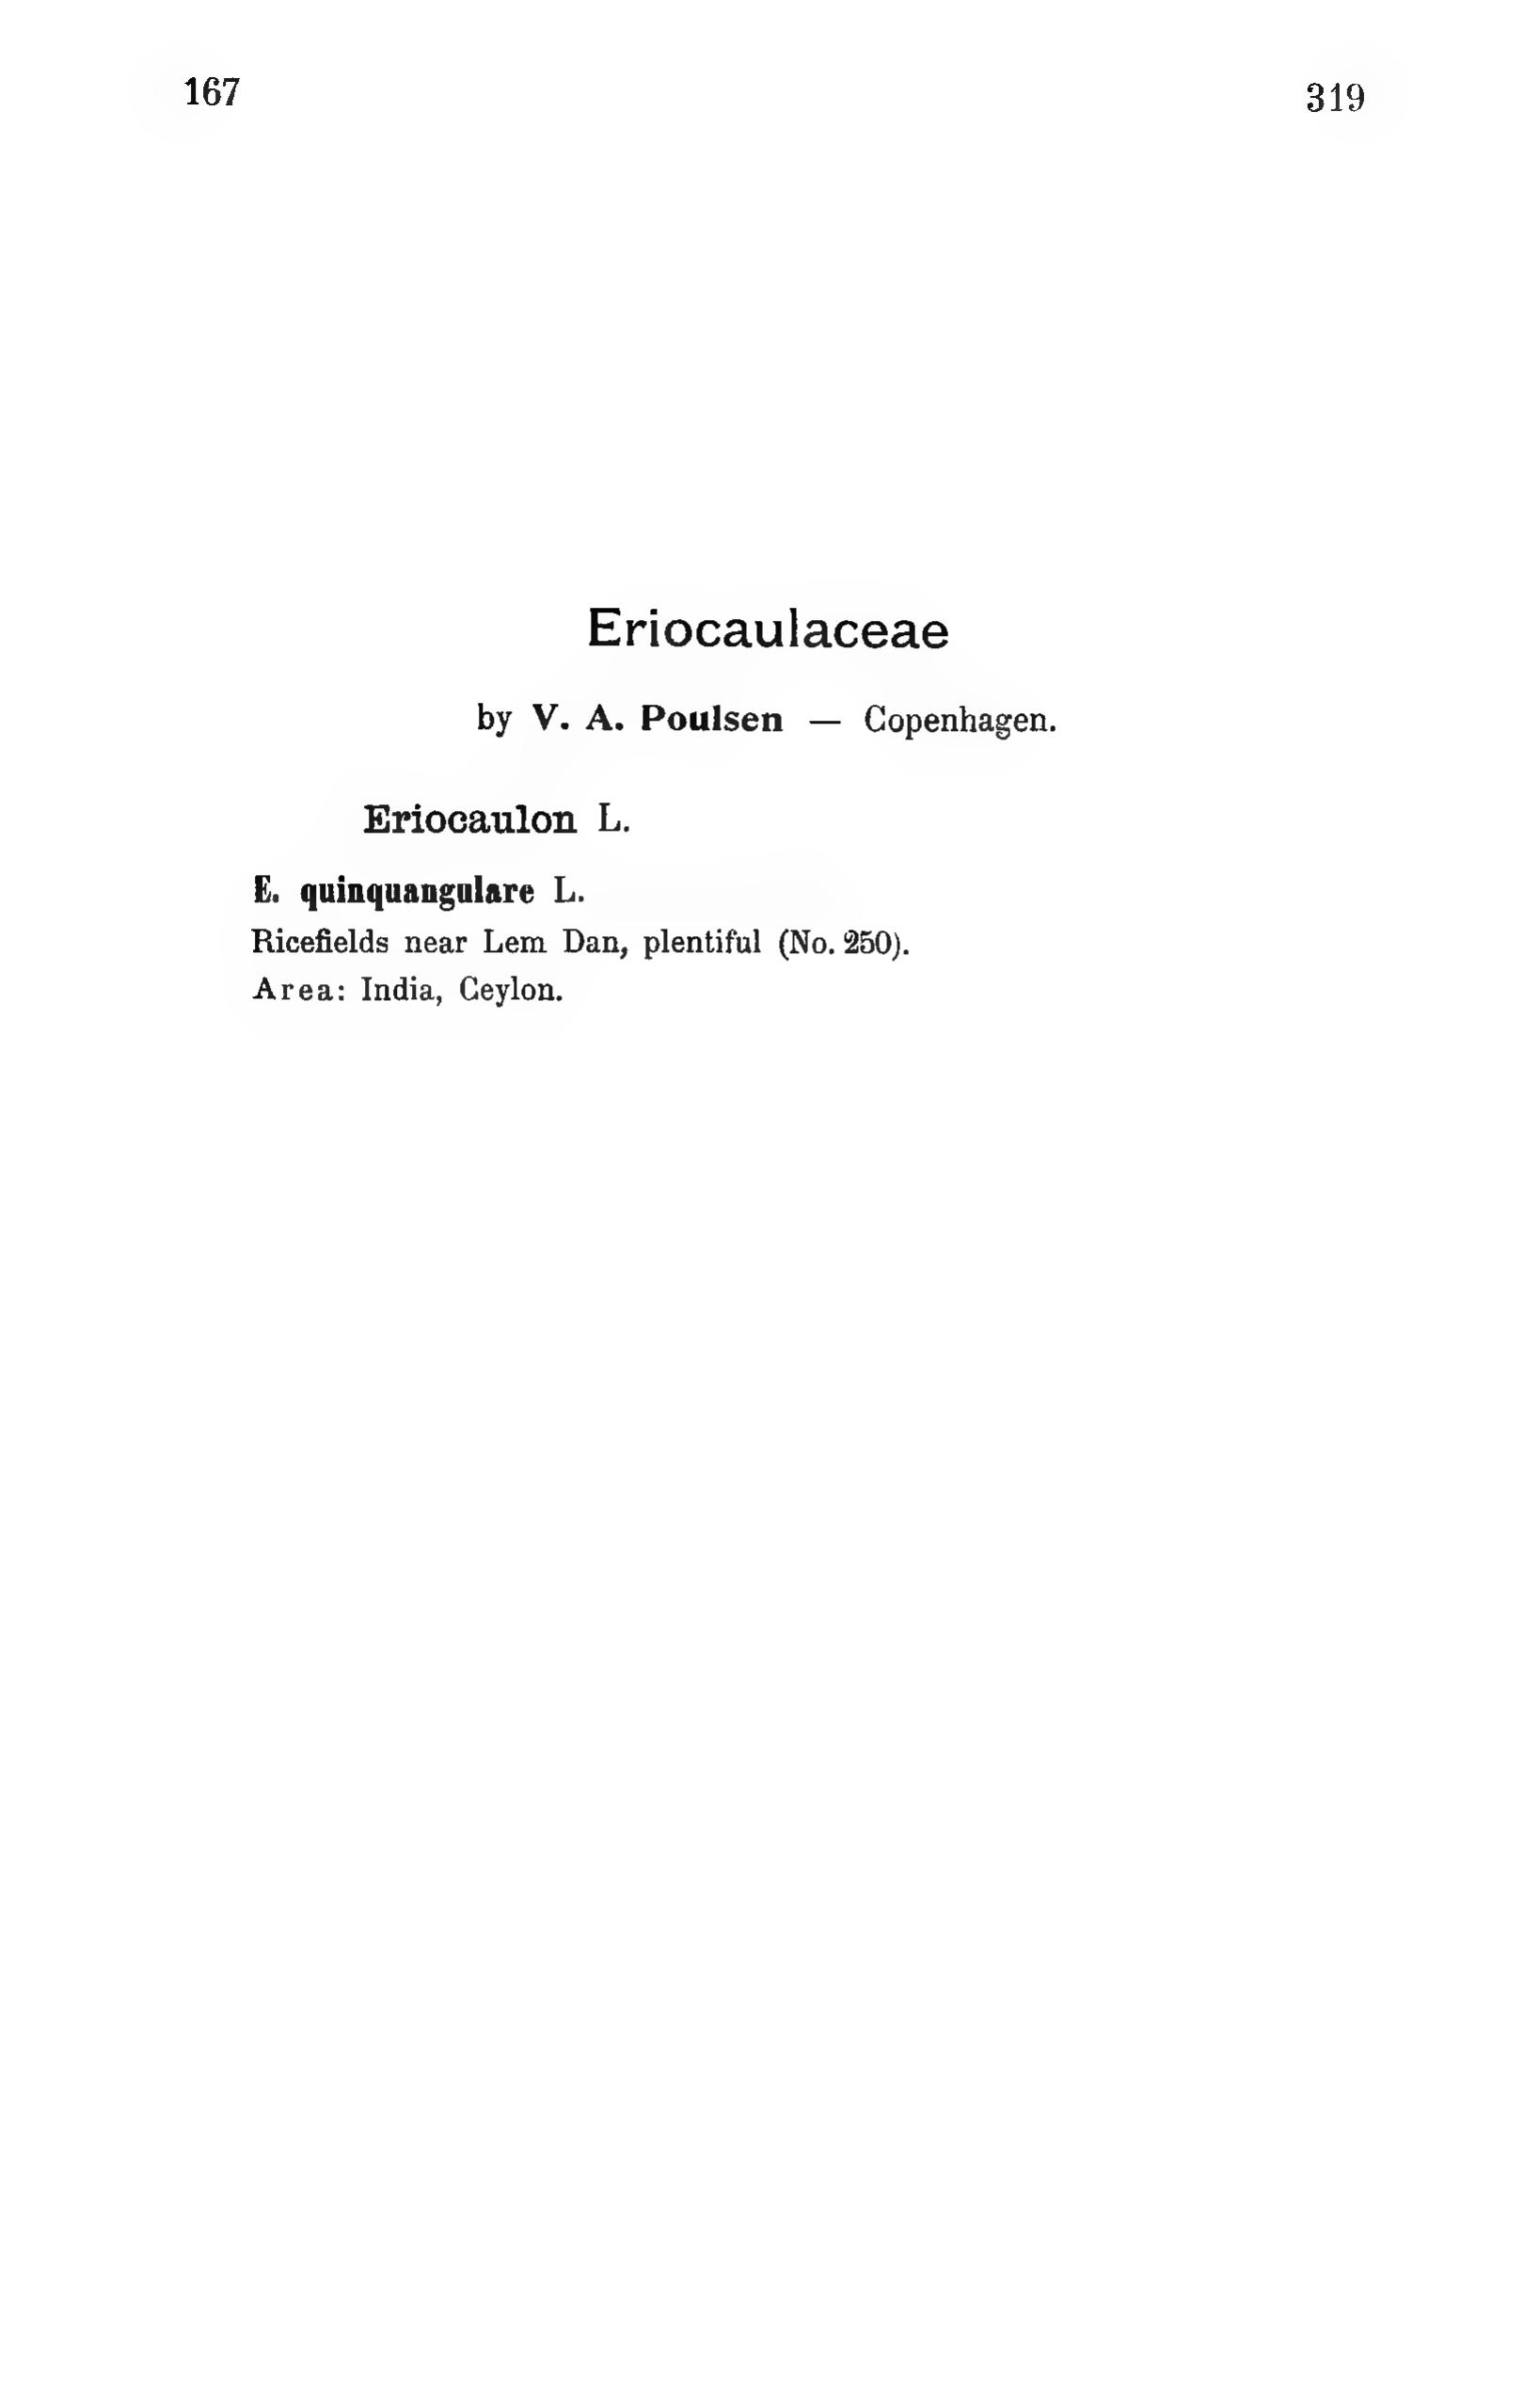 167 319
Eriocaulaceae
by V. A. Poulsen — Copenhagen.
Eriocaulon L.
E. quinquangulare L.
Ricefields near Lem Dan, plentiful (No. 250).
Area: India, Ceylon.